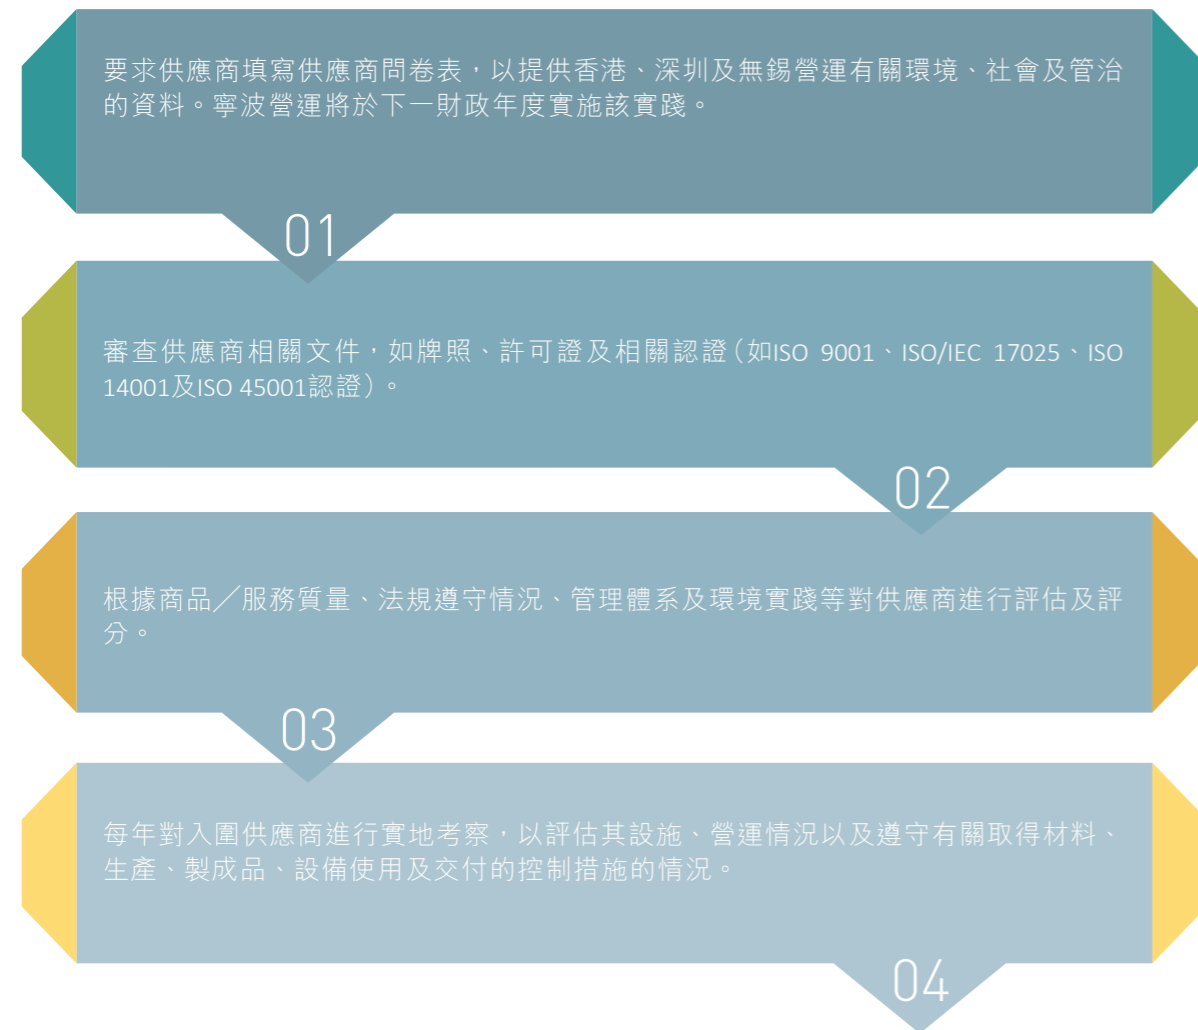 要求供應商填寫供應商問卷表，以提供香港、深圳及無錫營運有關環境、社會及管治
的資料。寧波營運將於下一財政年度實施該實踐。
01
審查供應商相關文件，如牌照、許可證及相關認證（如ISO 9001、ISO/IEC 17025、ISO
14001及ISO 45001認證）。
02
根據商品／服務質量、法規遵守情況、管理體系及環境實踐等對供應商進行評估及評
分。
03
每年對入圍供應商進行實地考察，以評估其設施、營運情況以及遵守有關取得材料、
生產、製成品、設備使用及交付的控制措施的情況。
04